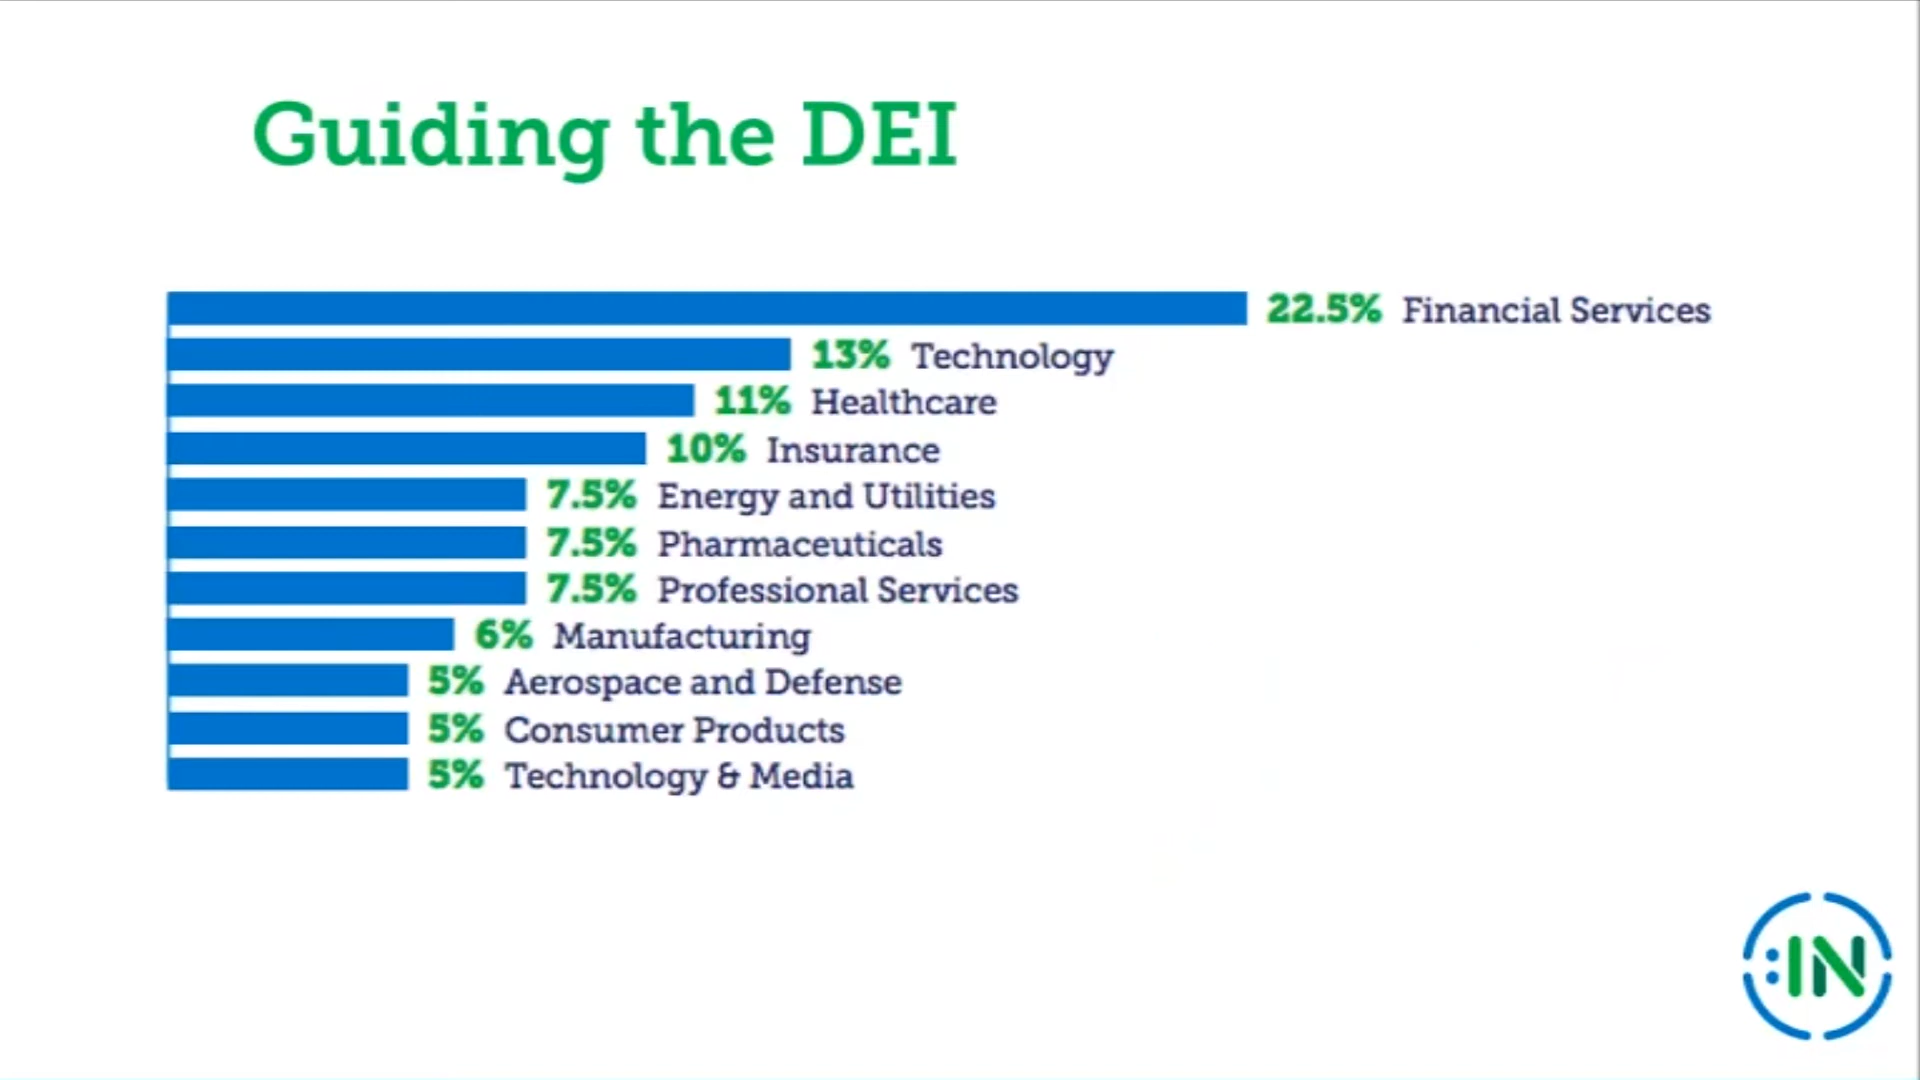 Guiding the DEI
22.5% Financial Services
13% Technology
11% Healthcare
10% Insurance
7.5% Energy and Utilities
7.5% Pharmaceuticals
7.5% Professional Services
6% Manufacturing
5% Aerospace and Defense
5% Consumer Products
5% Technology & Media
:IN